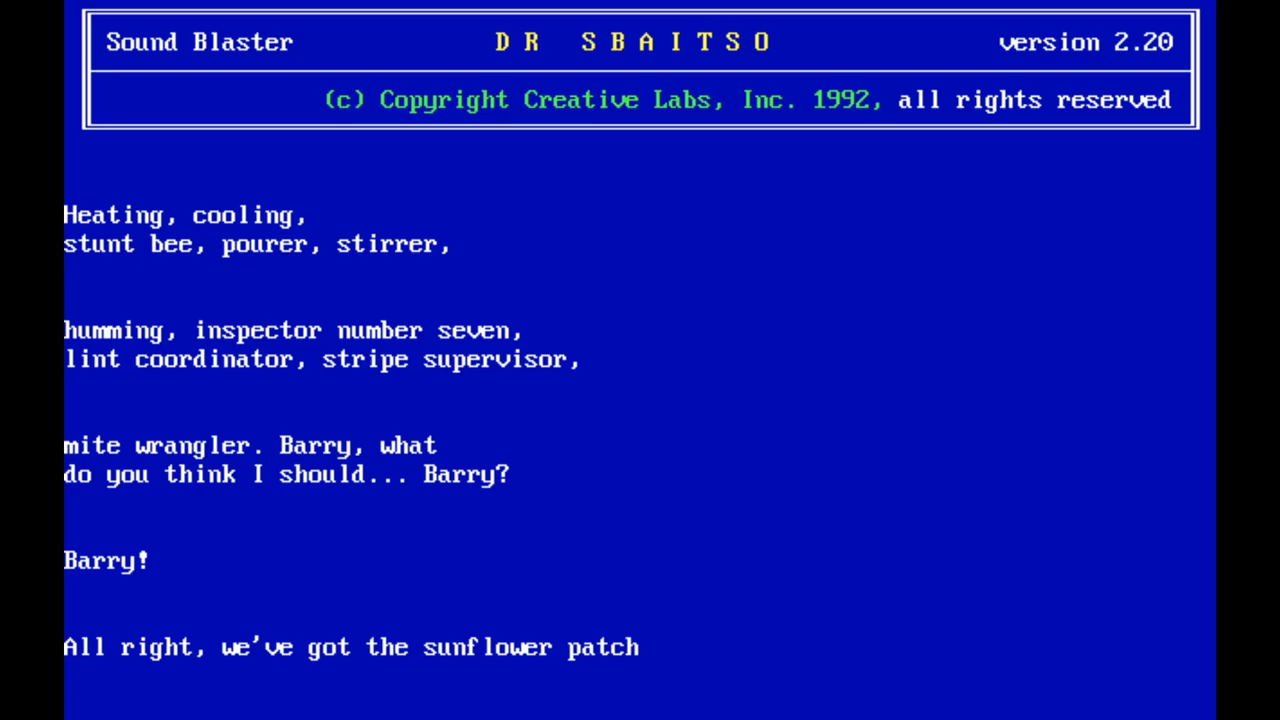 Sound Blaster D R S B A I T S O version 2.20
(c) Copyright Creative Labs, Inc. 1992, all rights reserved
Heating, cooling,
stunt bee, pourer, stirrer,
humming, inspector number seven,
lint coordinator, stripe supervisor,
mite wrangler. Barry, what
do you think I should... Barry?
Barry!
All right, we've got the sunflower patch